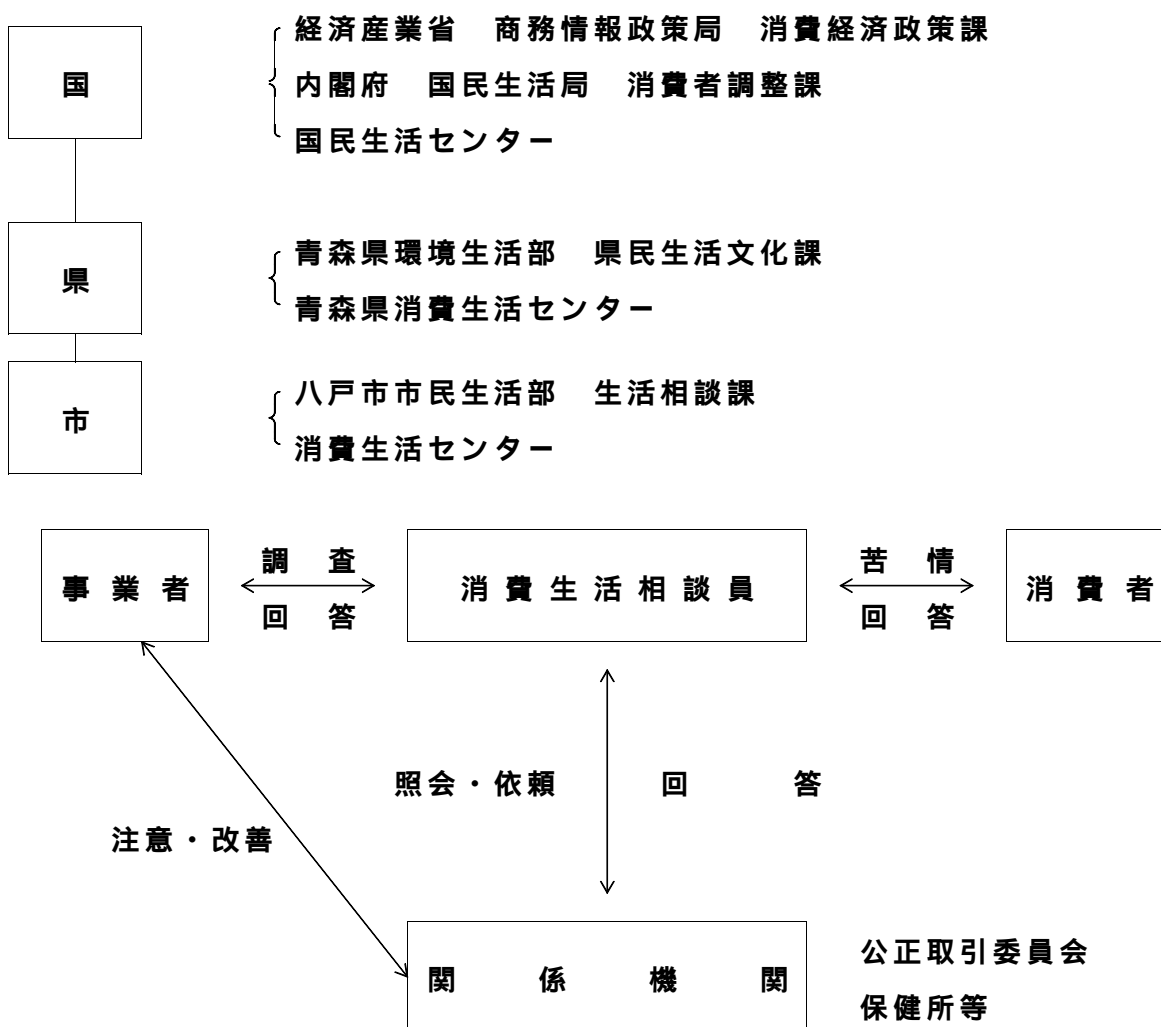 経済産業省　商務情報政策局　消費経済政策課
国
内閣府　国民生活局　消費者調整課
国民生活センター
青森県環境生活部　県民生活文化課
県
青森県消費生活センター
八戸市市民生活部　生活相談課
市
消費生活センター
事業者
調査
回答
消費生活相談員
苦情
回答
消費者
照会・依頼　回答
注意・改善
関係機関
公正取引委員会
保健所等